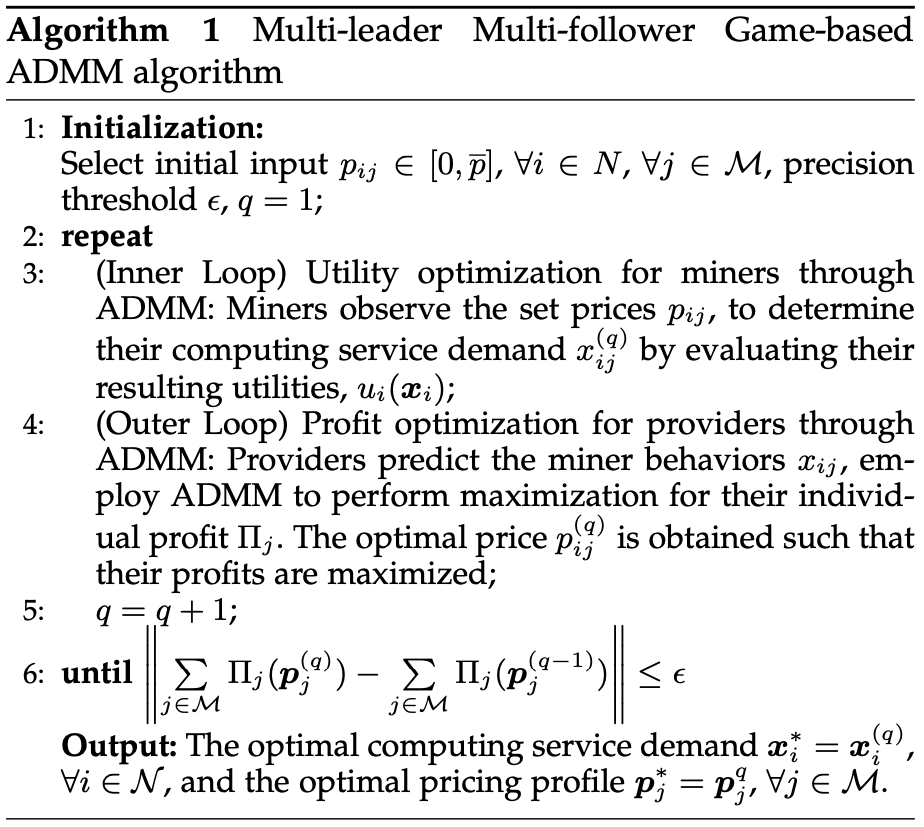 Algorithm 1 Multi-leader Multi-follower Game-based
ADMM algorithm
1: Initialization:
Select initial input $p_{ij} \in [0, \overline{p}]$, $\forall i \in N$, $\forall j \in \mathcal{M}$, precision
threshold $\epsilon$, $q = 1$;
2: repeat
3: (Inner Loop) Utility optimization for miners through
ADMM: Miners observe the set prices $p_{ij}$, to determine
their computing service demand $x_{ij}^{(q)}$ by evaluating their
resulting utilities, $u_i(\boldsymbol{x}_i)$;
4: (Outer Loop) Profit optimization for providers through
ADMM: Providers predict the miner behaviors $x_{ij}$, em-
ploy ADMM to perform maximization for their individ-
ual profit $\Pi_j$. The optimal price $p_{ij}^{(q)}$ is obtained such that
their profits are maximized;
5: $q = q + 1$;
6: until $\left\| \sum_{j \in \mathcal{M}} \Pi_j(\boldsymbol{p}_j^{(q)}) - \sum_{j \in \mathcal{M}} \Pi_j(\boldsymbol{p}_j^{(q-1)}) \right\| \leq \epsilon$
Output: The optimal computing service demand $\boldsymbol{x}_i^* = \boldsymbol{x}_i^{(q)}$,
$\forall i \in \mathcal{N}$, and the optimal pricing profile $\boldsymbol{p}_j^* = \boldsymbol{p}_j^q$, $\forall j \in \mathcal{M}$.